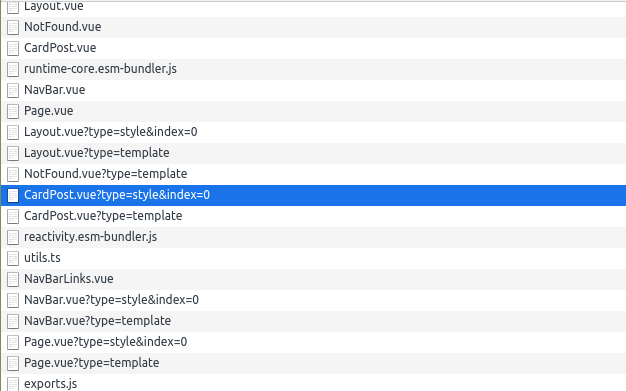 Layout.vue
NotFound.vue
CardPost.vue
runtime-core.esm-bundler.js
NavBar.vue
Page.vue
Layout.vue?type=style&index=0
Layout.vue?type=template
NotFound.vue?type=template
CardPost.vue?type=style&index=0
CardPost.vue?type=template
reactivity.esm-bundler.js
utils.ts
NavBarLinks.vue
NavBar.vue?type=style&index=0
NavBar.vue?type=template
Page.vue?type=style&index=0
Page.vue?type=template
exports.js